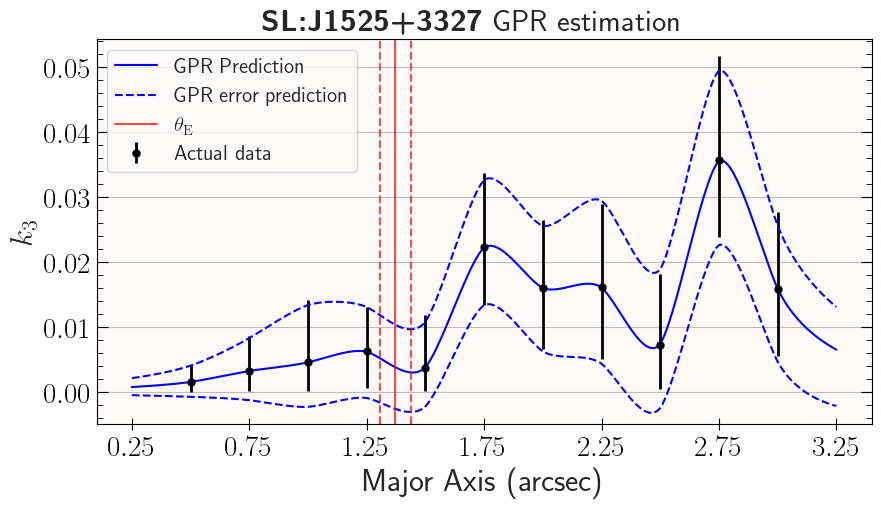 SL:J1525+3327 GPR estimation
GPR Prediction
GPR error prediction
θE
Actual data
0.05
0.04
0.03
0.02
0.01
0.00
k3
0.25 0.75 1.25 1.75 2.25 2.75 3.25
Major Axis (arcsec)